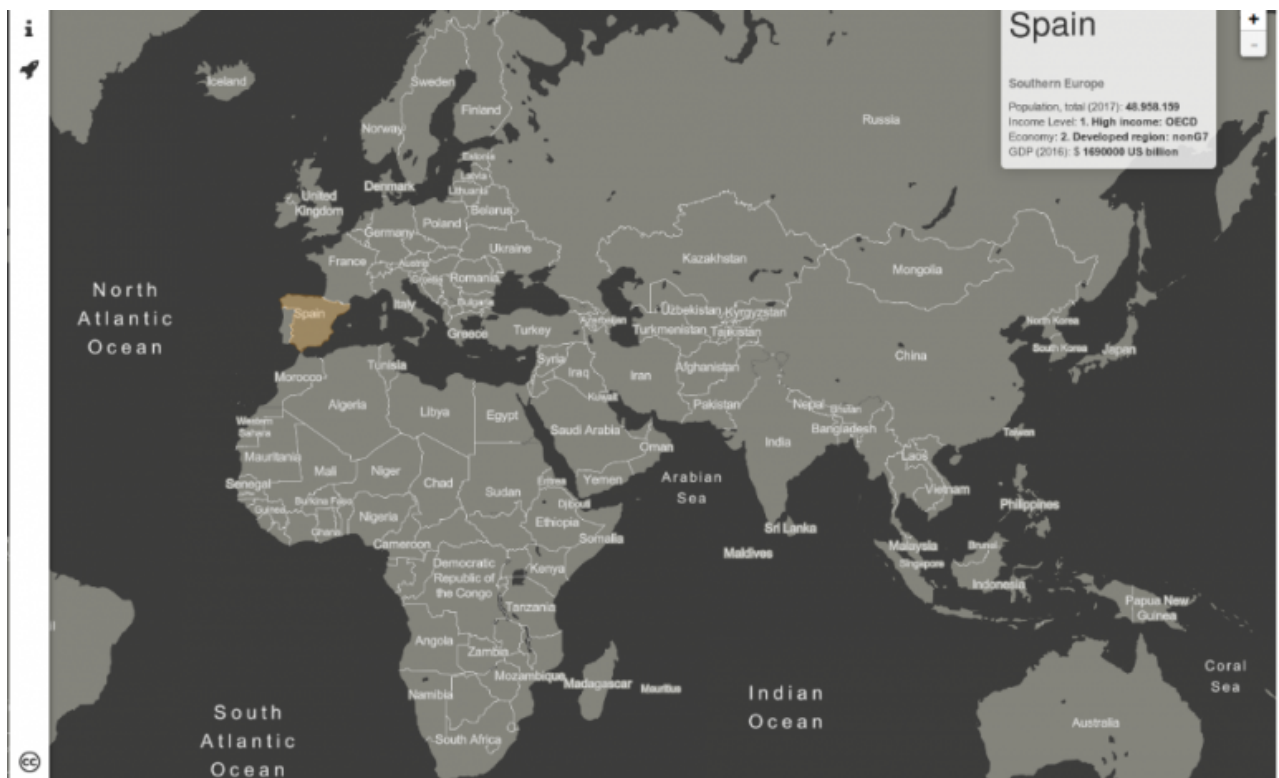 i
Spain
+
-
Southern Europe
Population, total (2017): 48.958.159
Income Level: 1. High income: OECD
Economy: 2. Developed region: nonG7
GDP (2016): $ 1690000 US billion
Iceland
Sweden
Finland
Norway
Russia
Estonia
Latvia
Lithuania
Denmark
United
Kingdom
Belarus
Poland
Germany
Ukraine
France
Austria
Croatia
Romania
Kazakhstan
Mongolia
North
Atlantic
Ocean
Spain
Italy
Bulgaria
Greece
Turkey
Azerbaijan
Uzbekistan
Kyrgyzstan
Turkmenistan
Tajikistan
North Korea
South Korea
Japan
China
Tunisia
Morocco
Syria
Iraq
Iran
Afghanistan
Algeria
Libya
Egypt
Kuwait
Pakistan
Nepal
Bhutan
Western
Sahara
Saudi Arabia
Bangladesh
India
Taiwan
Oman
Mauritania
Mali
Niger
Chad
Sudan
Eritrea
Yemen
Arabian
Sea
Laos
Vietnam
Senegal
Burkina Faso
Guinea
Djibouti
Philippines
Nigeria
Ghana
Ethiopia
Sri Lanka
Somalia
Cameroon
Maldives
Malaysia
Brunei
Singapore
Democratic
Republic of
the Congo
Kenya
Indonesia
Tanzania
Papua New
Guinea
Angola
Zambia
Mozambique
Madagascar
Mauritius
Namibia
Indian
Ocean
Coral
Sea
South
Atlantic
Ocean
South Africa
Australia
cc